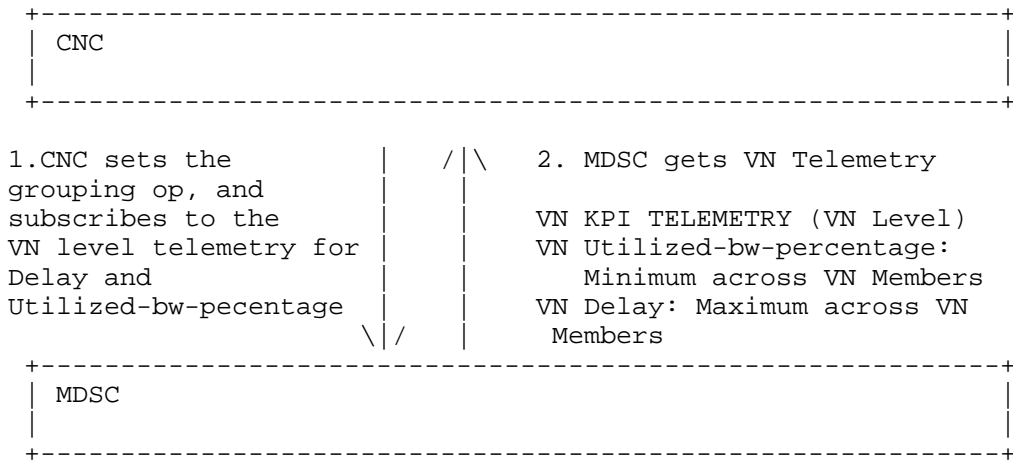 CNC
1.CNC sets the | /|\ 2. MDSC gets VN Telemetry
grouping op, and | |
subscribes to the | | VN KPI TELEMETRY (VN Level)
VN level telemetry for | | VN Utilized-bw-percentage:
Delay and | | Minimum across VN Members
Utilized-bw-pecentage | | VN Delay: Maximum across VN
\|/ | Members
MDSC